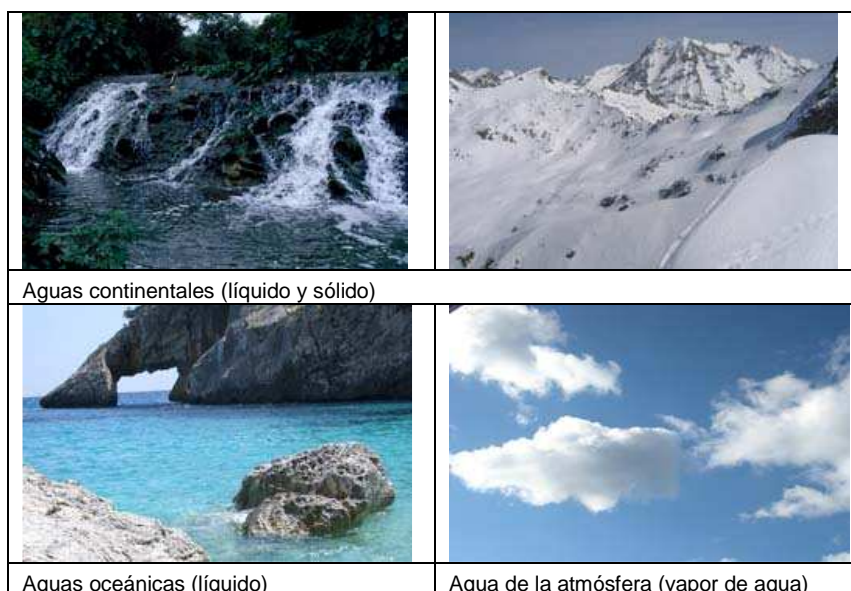 Aguas continentales (líquido y sólido)
Aguas oceánicas (líquido)
Agua de la atmósfera (vapor de agua)